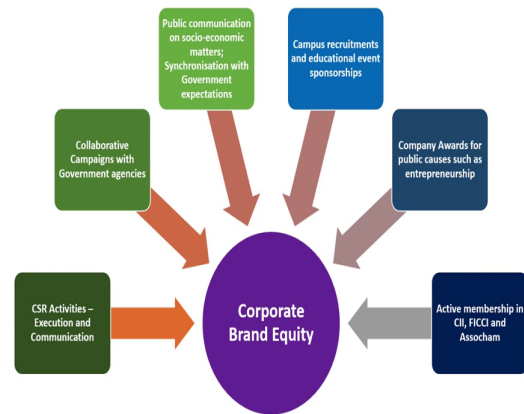 Public communication
on socio-economic
matters;
Synchronisation with
Government
expectations
Campus recruitments
and educational event
sponsorships
Collaborative
Campaigns with
Government agencies
Company Awards for
public causes such as
entrepreneurship
CSR Activities –
Execution and
Communication
Corporate
Brand Equity
Active membership in
CII, FICCI and
Assocham